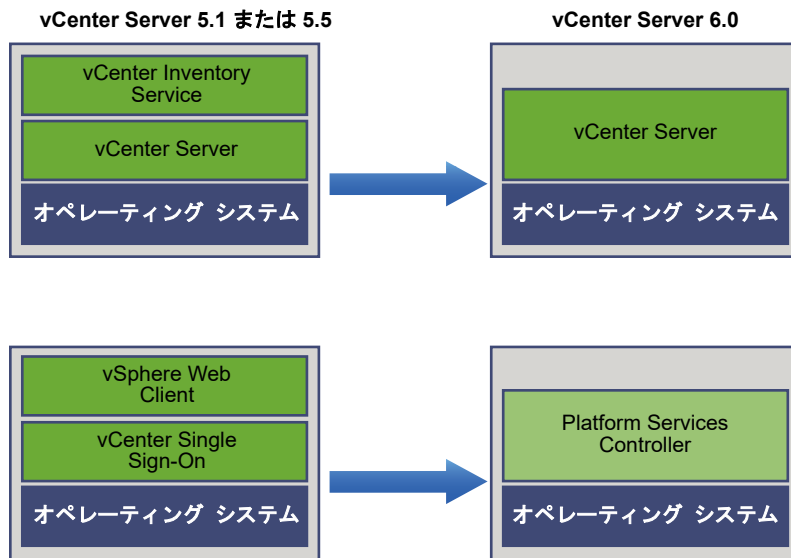 vCenter Server 5.1 または 5.5
vCenter Server 6.0
vCenter Inventory
Service
vCenter Server
オペレーティング システム
vCenter Server
オペレーティング システム
vSphere Web
Client
vCenter Single
Sign-On
オペレーティング システム
Platform Services
Controller
オペレーティング システム